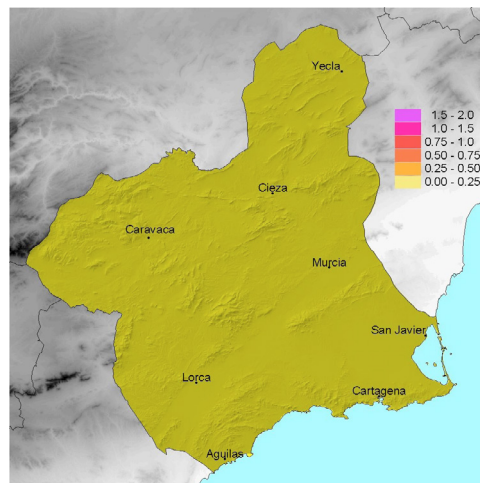 Yecla
1.5 - 2.0
1.0 - 1.5
0.75 - 1.0
0.50 - 0.75
0.25 - 0.50
0.00 - 0.25
Cieza
Caravaca
Murcia
San Javier
Lorca
Cartagena
Aguilas